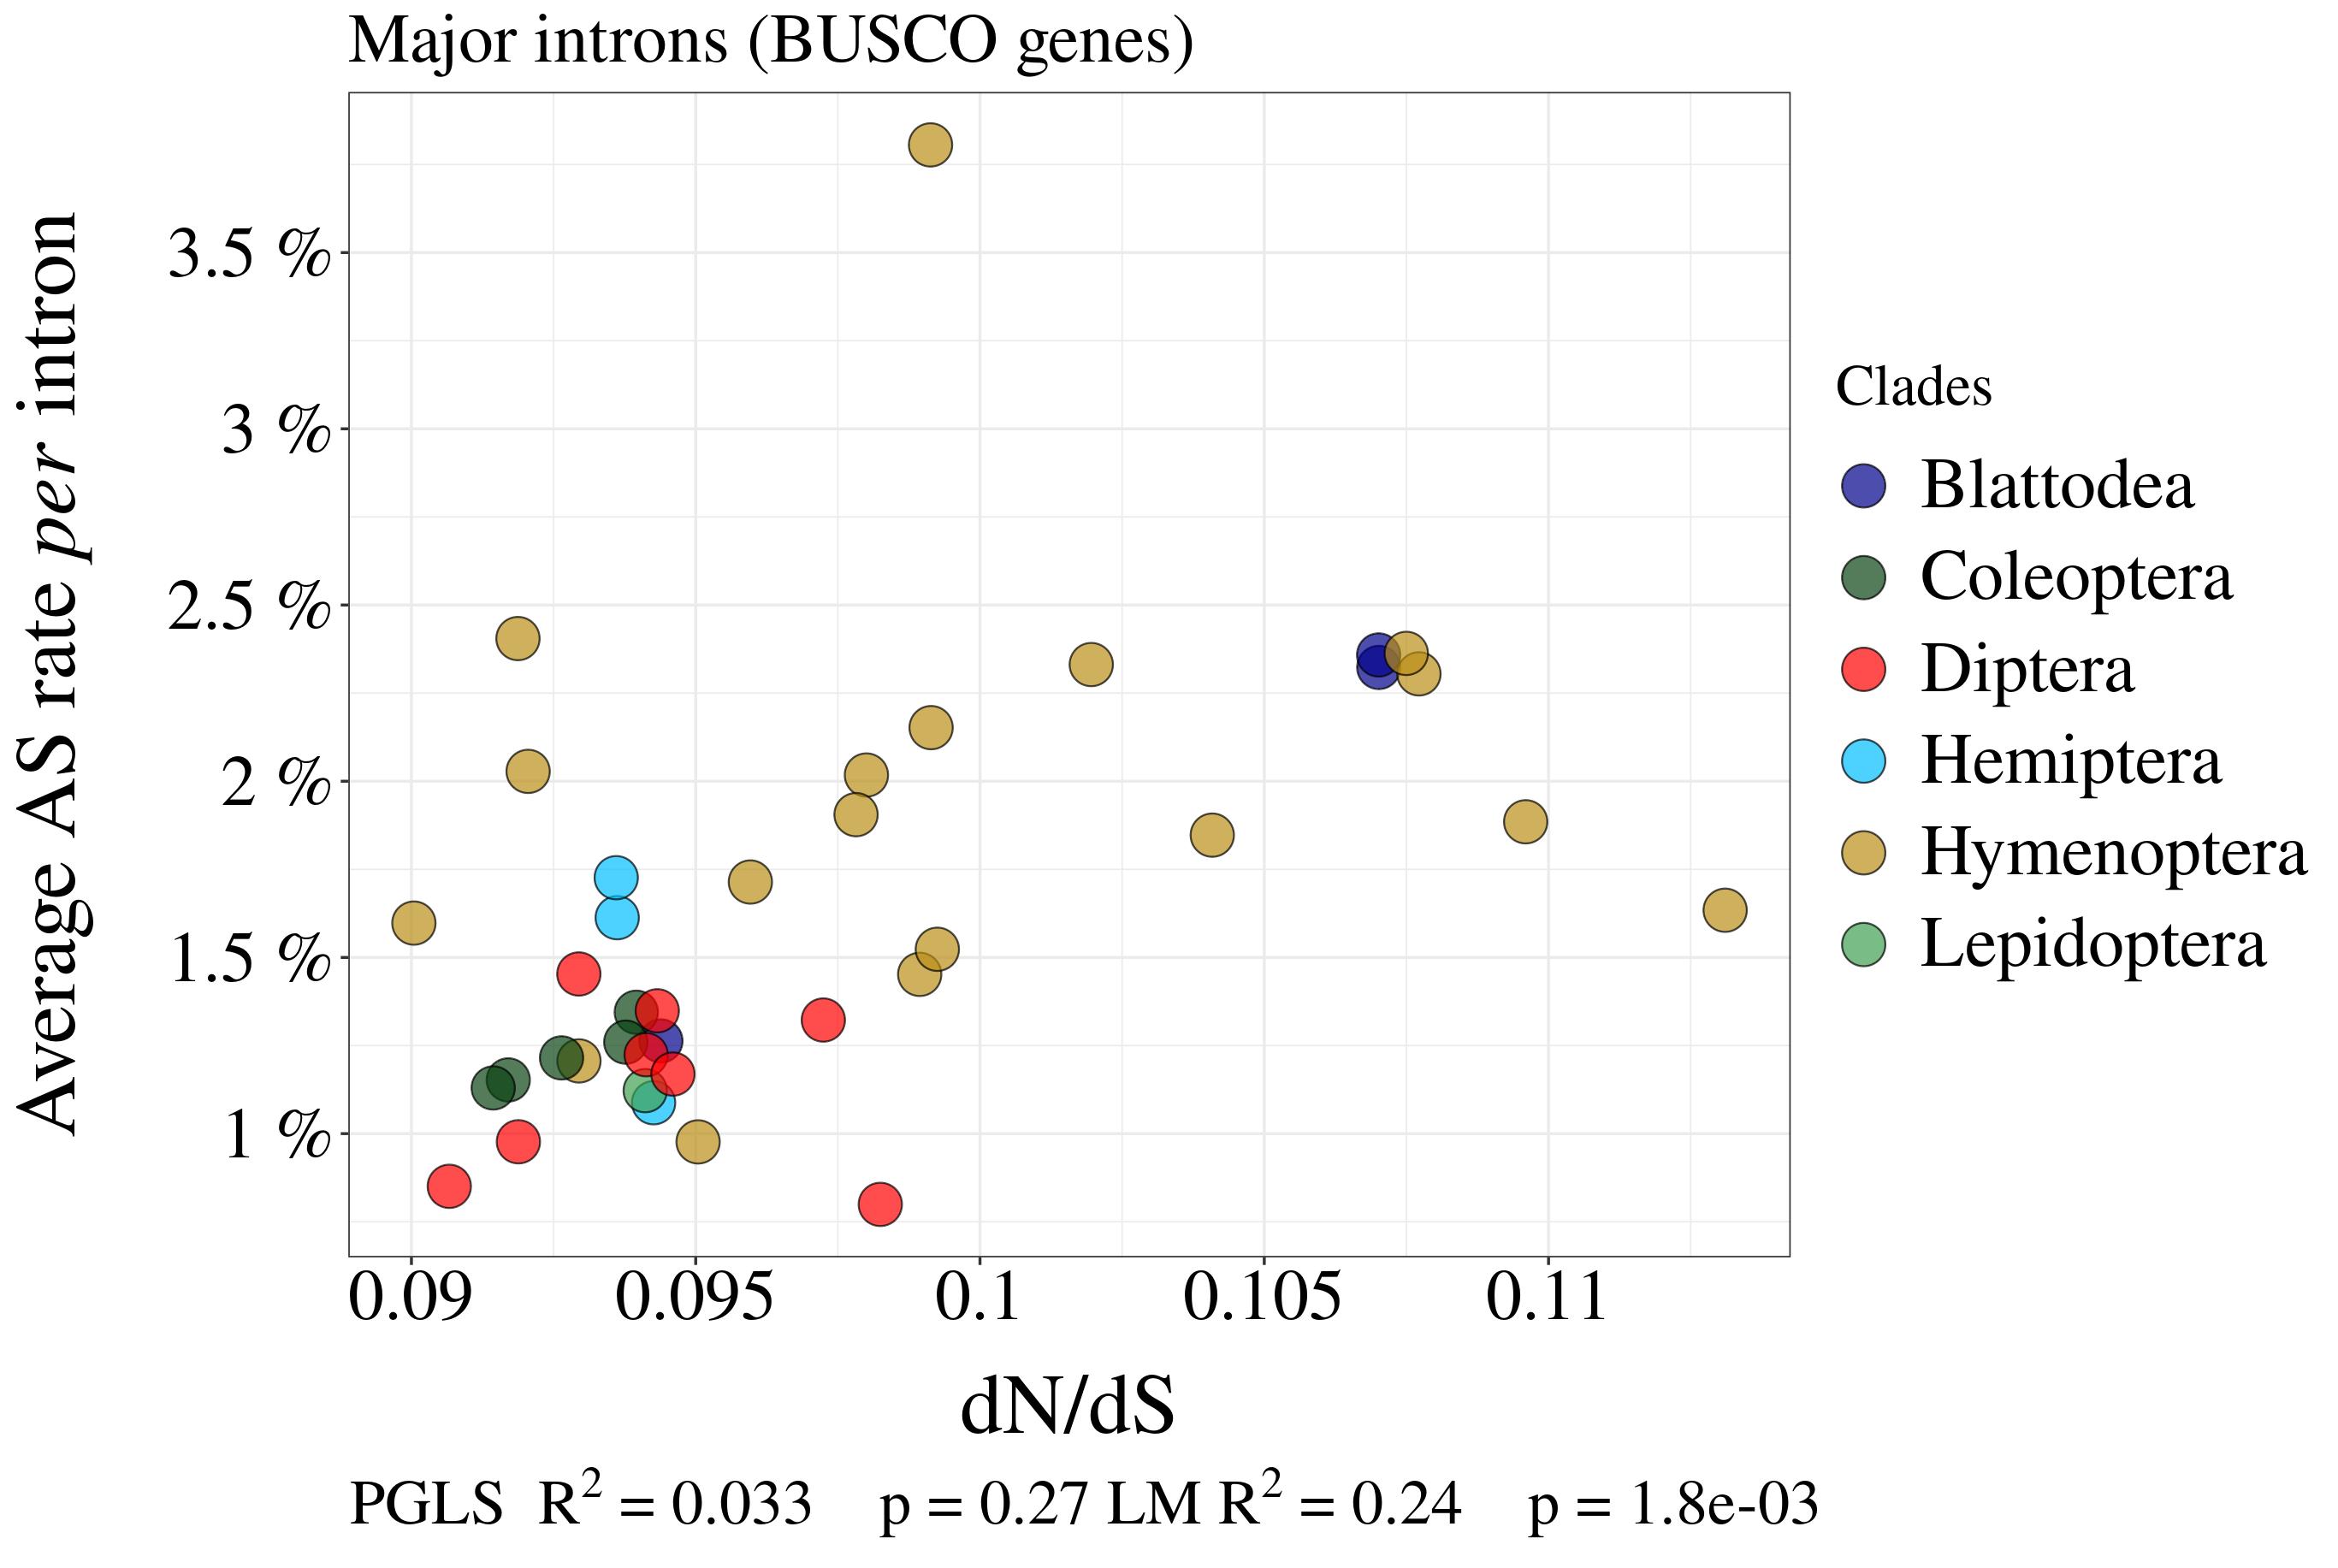 Major introns (BUSCO genes)
Average AS rate per intron
3.5 %
3 %
2.5 %
2 %
1.5 %
1 %
0.09 0.095 0.1 0.105 0.11
dN/dS
PGLS R² = 0.033 p = 0.27 LM R² = 0.24 p = 1.8e-03
Clades
Blattodea
Coleoptera
Diptera
Hemiptera
Hymenoptera
Lepidoptera